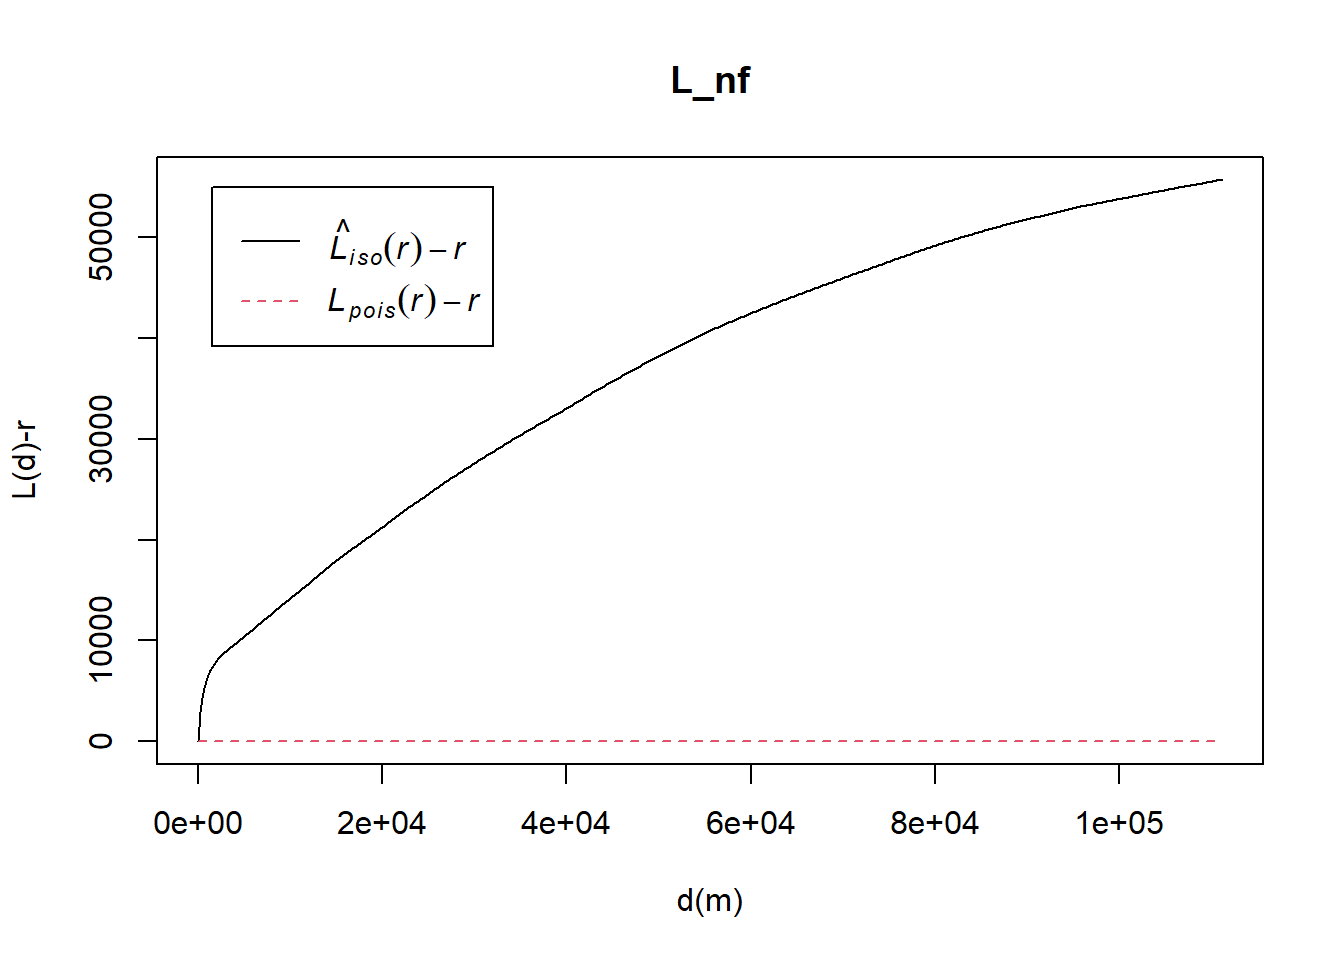 L_nf
L̂iso(r) − r
Lpois(r) − r
L(d)-r
50000
30000
10000
0
0e+00 2e+04 4e+04 6e+04 8e+04 1e+05
d(m)